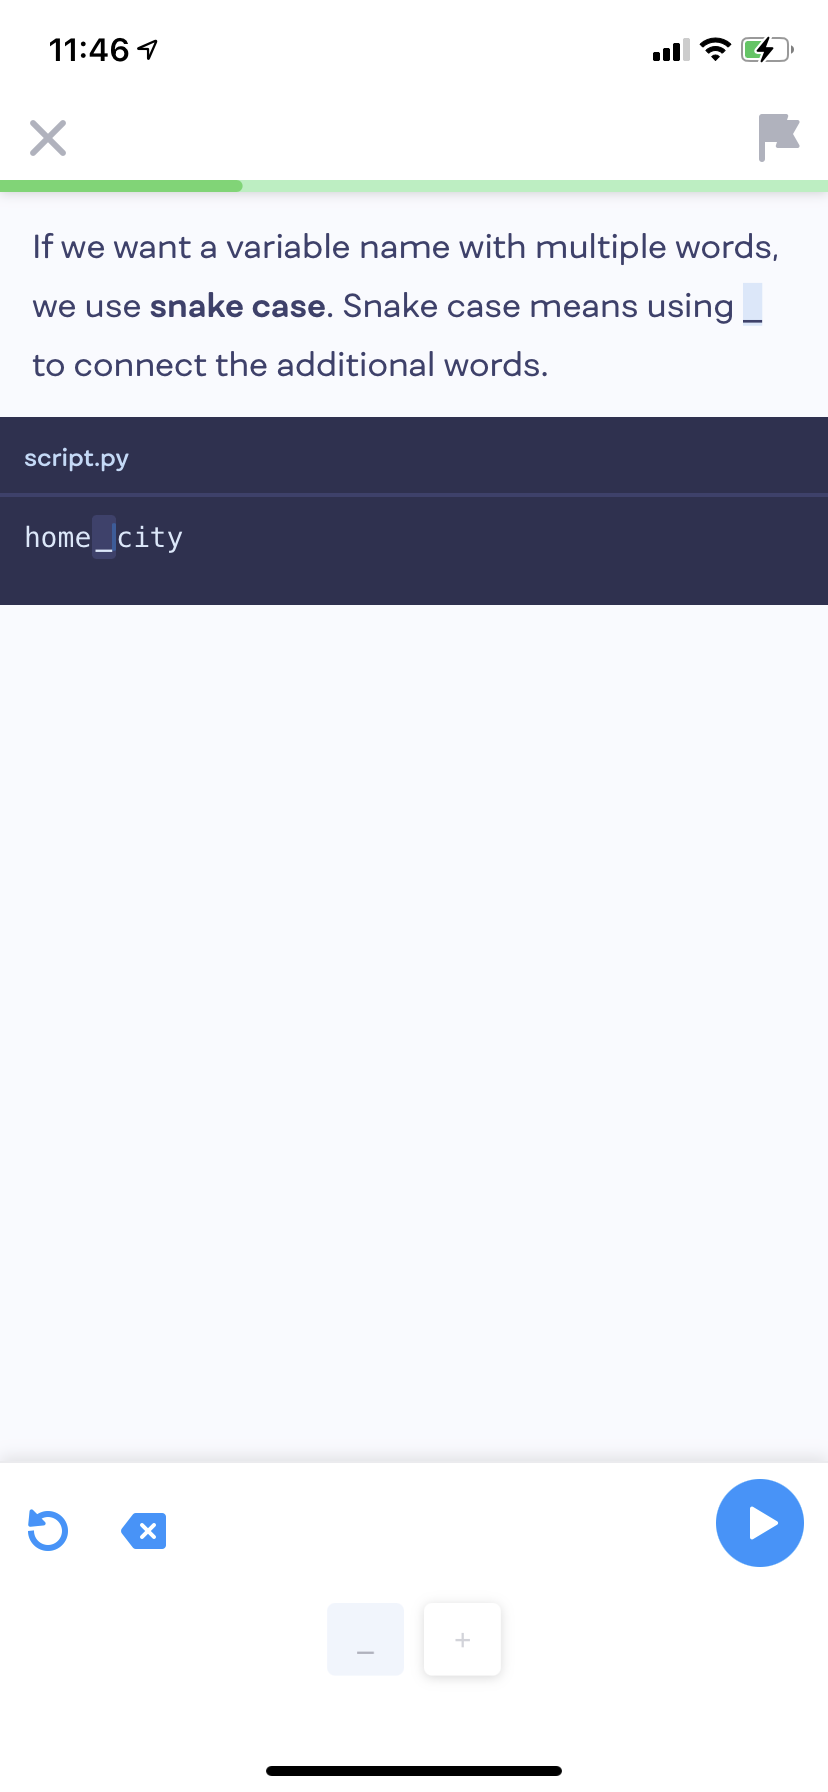 11:46
If we want a variable name with multiple words,
we use snake case. Snake case means using _
to connect the additional words.
script.py
home_city
_ +